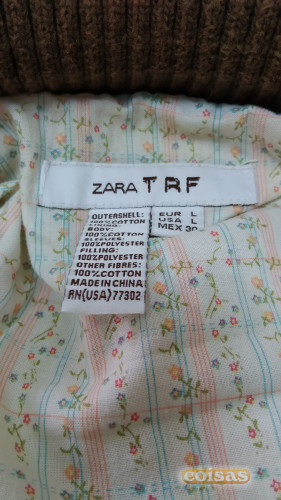 ZARA TRF
OUTERSHELL:
100%COTTON
LINING:
BODY:
100%COTTON
SLEEVES:
100%POLYESTER
FILLING:
100%POLYESTER
OTHER FIBRES:
100%COTTON
MADE IN CHINA
RN(USA)77302
EUR L
USA L
MEX 30
coisas